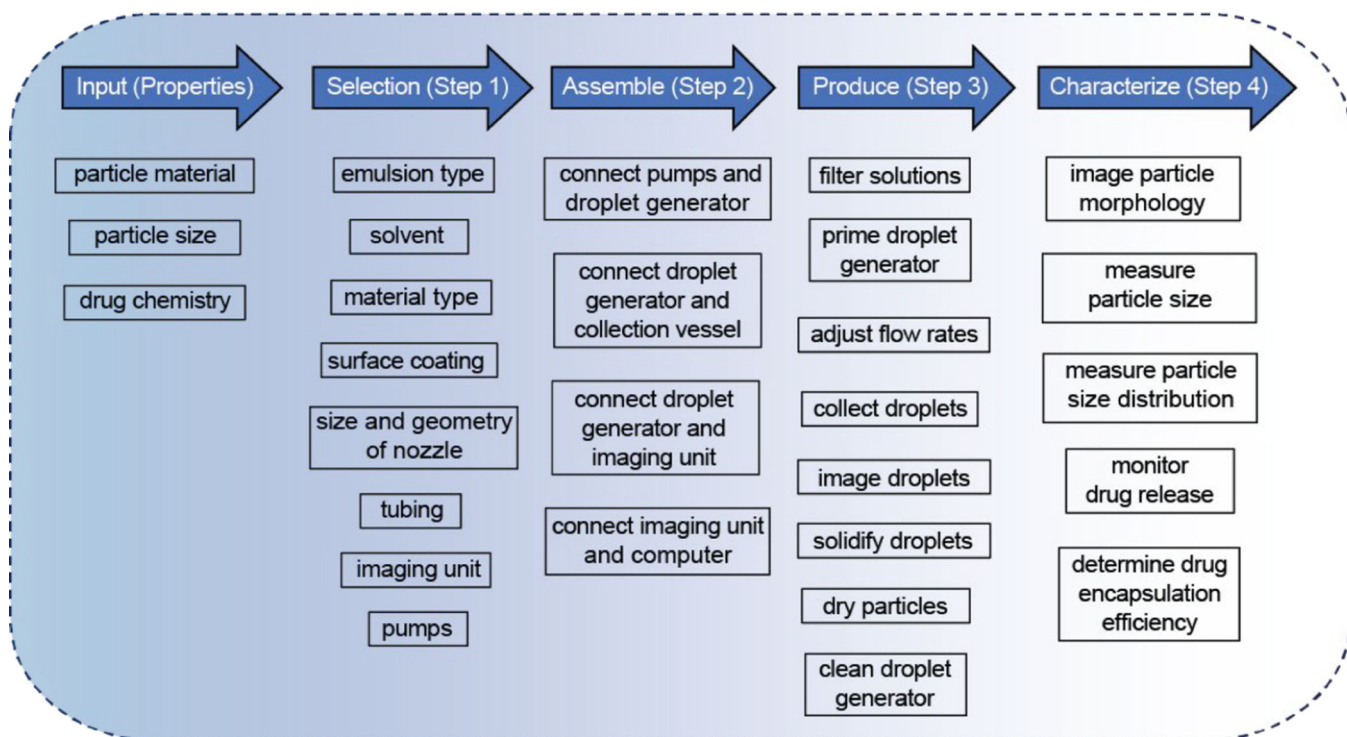 Input (Properties)
Selection (Step 1)
Assemble (Step 2)
Produce (Step 3)
Characterize (Step 4)
particle material
particle size
drug chemistry
emulsion type
solvent
material type
surface coating
size and geometry
of nozzle
tubing
imaging unit
pumps
connect pumps and
droplet generator
connect droplet
generator and
collection vessel
connect droplet
generator and
imaging unit
connect imaging unit
and computer
filter solutions
prime droplet
generator
adjust flow rates
collect droplets
image droplets
solidify droplets
dry particles
clean droplet
generator
image particle
morphology
measure
particle size
measure particle
size distribution
monitor
drug release
determine drug
encapsulation
efficiency